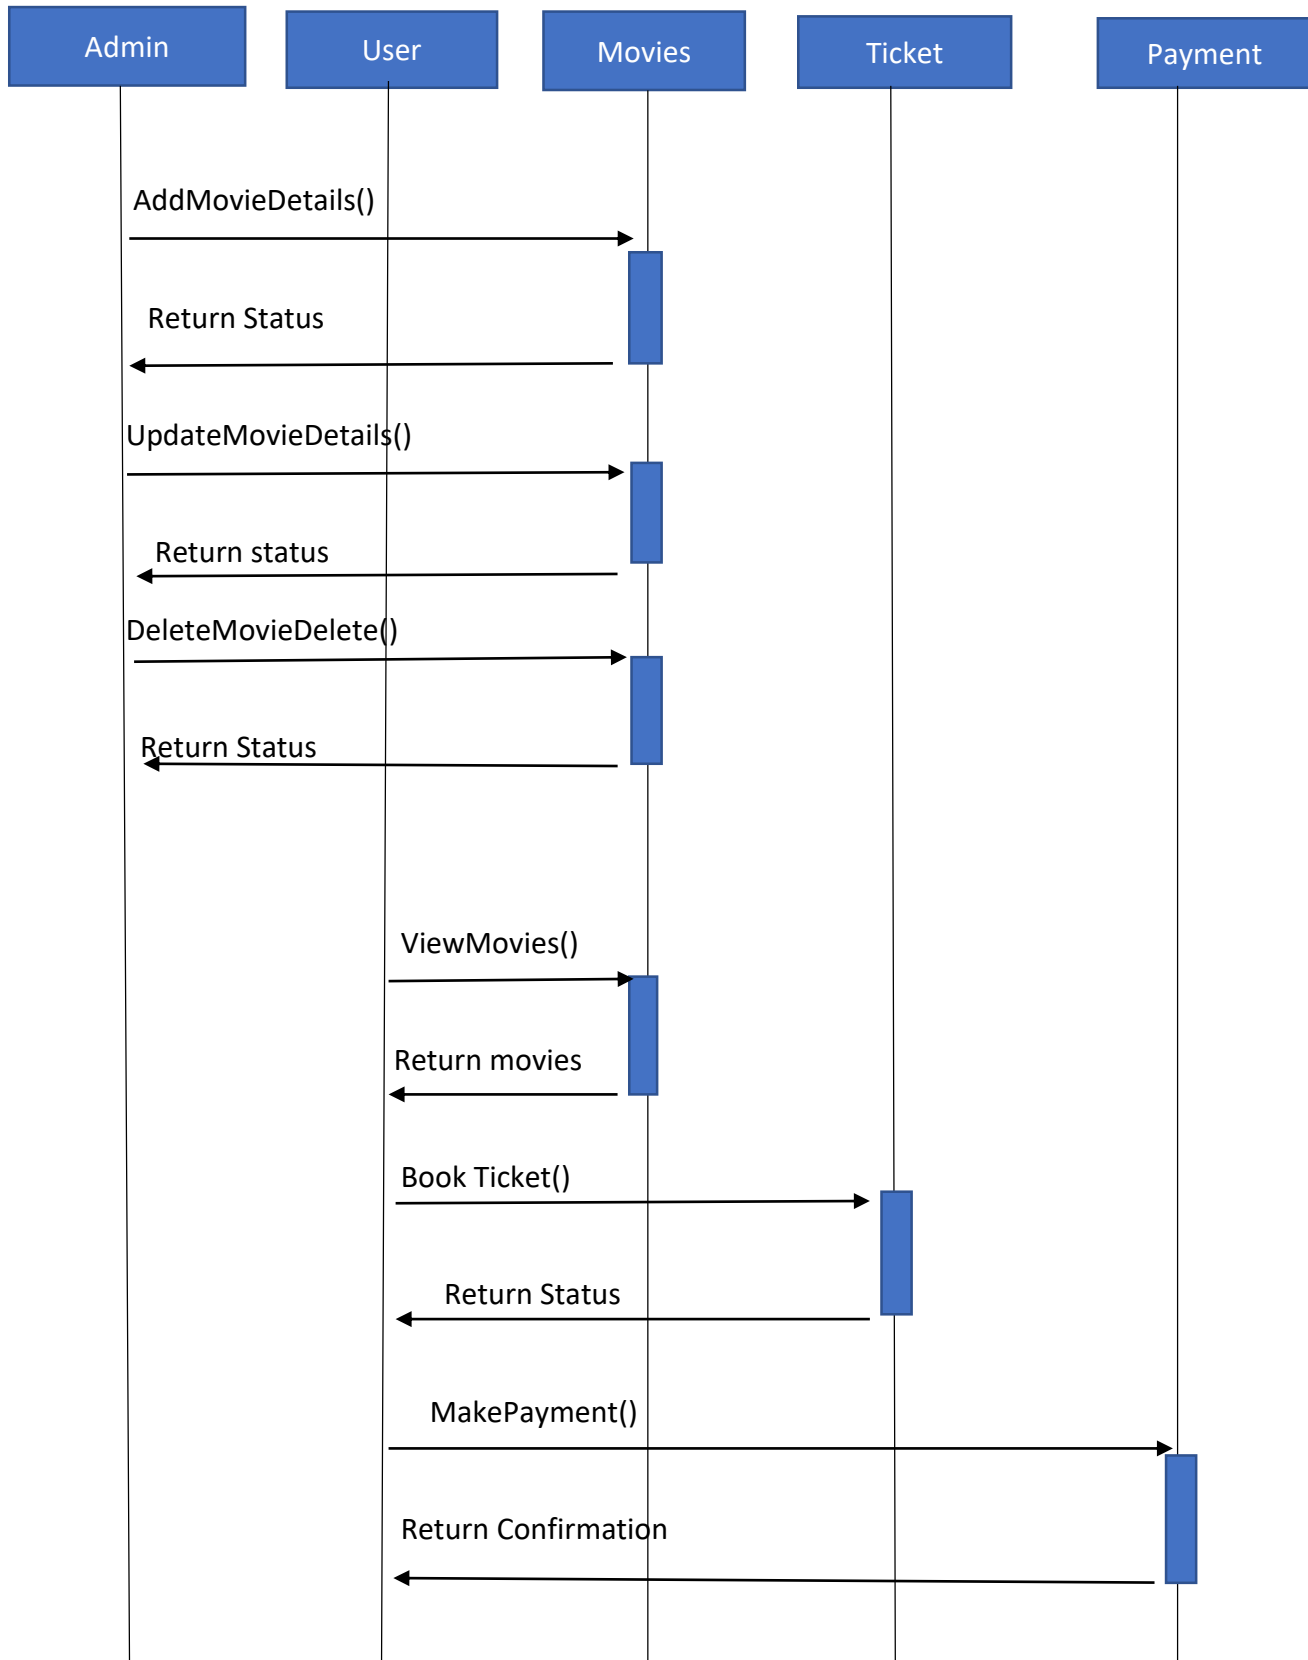 Admin
User
Movies
Ticket
Payment
AddMovieDetails()
Return Status
UpdateMovieDetails()
Return status
DeleteMovieDelete()
Return Status
ViewMovies()
Return movies
Book Ticket()
Return Status
MakePayment()
Return Confirmation